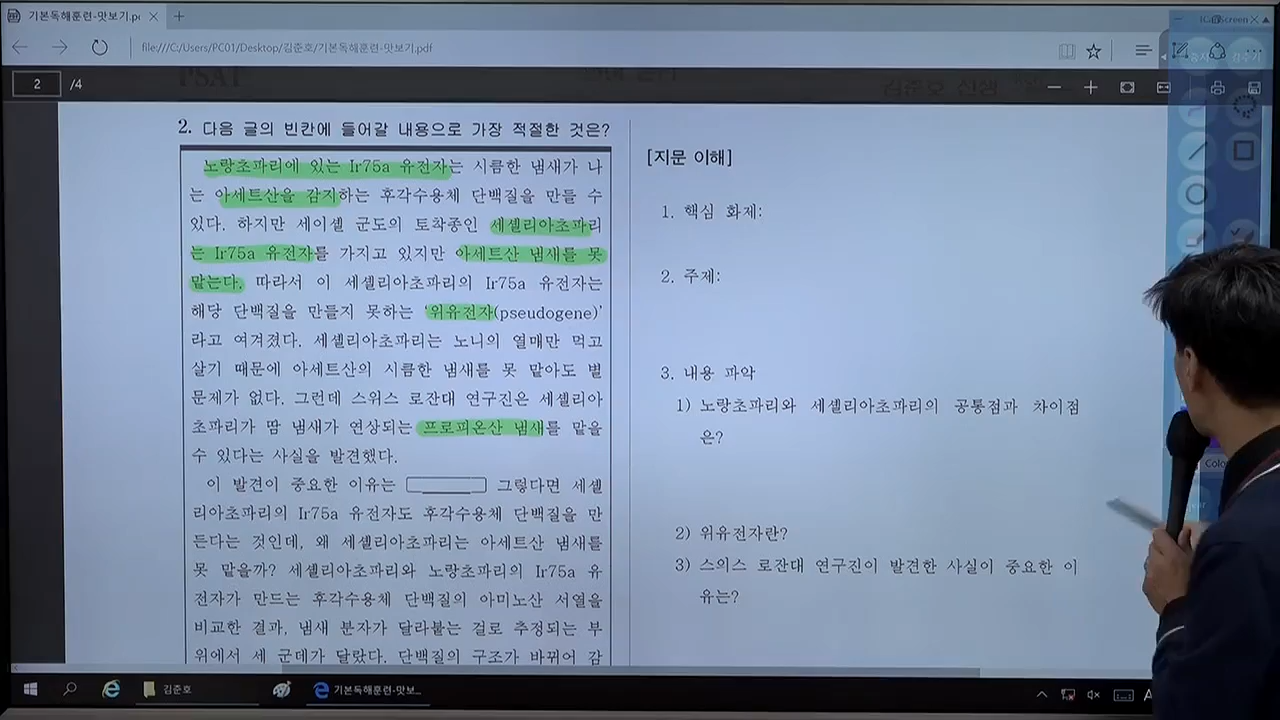 기본독해훈련-맛보기.pd
file:///C:/Users/PC01/Desktop/김준호/기본독해훈련-맛보기.pdf
2 /4
PSAT
2. 다음 글의 빈칸에 들어갈 내용으로 가장 적절한 것은?
노랑초파리에 있는 Ir75a 유전자는 시큼한 냄새가 나
는 아세트산을 감지하는 후각수용체 단백질을 만들 수
있다. 하지만 세이셸 군도의 토착종인 세셸리아초파리
는 Ir75a 유전자를 가지고 있지만 아세트산 냄새를 못
맡는다. 따라서 이 세셸리아초파리의 Ir75a 유전자는
해당 단백질을 만들지 못하는 ‘위유전자(pseudogene)’
라고 여겨졌다. 세셸리아초파리는 노니의 열매만 먹고
살기 때문에 아세트산의 시큼한 냄새를 못 맡아도 별
문제가 없다. 그런데 스위스 로잔대 연구진은 세셸리아
초파리가 땀 냄새가 연상되는 프로피온산 냄새를 맡을
수 있다는 사실을 발견했다.
이 발견이 중요한 이유는 그렇다면 세셸
리아초파리의 Ir75a 유전자도 후각수용체 단백질을 만
든다는 것인데, 왜 세셸리아초파리는 아세트산 냄새를
못 맡을까? 세셸리아초파리와 노랑초파리의 Ir75a 유
전자가 만드는 후각수용체 단백질의 아미노산 서열을
비교한 결과, 냄새 분자가 달라붙는 걸로 추정되는 부
위에서 세 군데가 달랐다. 단백질의 구조가 바뀌어 감
[지문 이해]
1. 핵심 화제:
2. 주제:
3. 내용 파악
1) 노랑초파리와 세셸리아초파리의 공통점과 차이점
은?
2) 위유전자란?
3) 스의스 로잔대 연구진이 발견한 사실이 중요한 이
유는?
김준호
기본독해훈련-맛보...